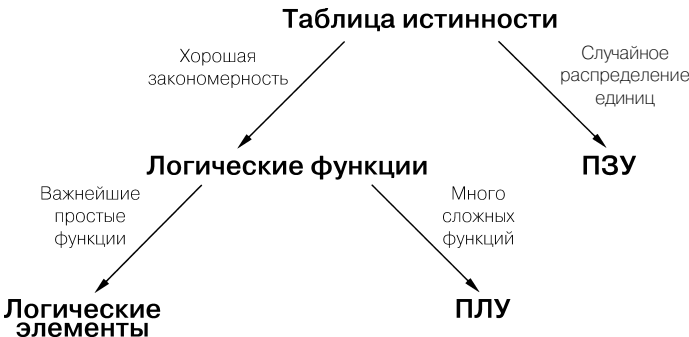 Таблица истинности
Хорошая
закономерность
Случайное
распределение
единиц
Логические функции
ПЗУ
Важнейшие
простые
функции
Много
сложных
функций
Логические
элементы
ПЛУ